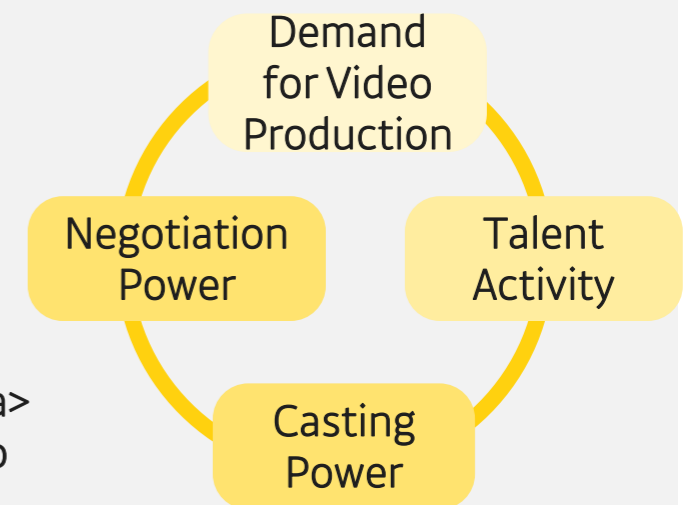 Demand
for Video
Production
Negotiation
Power
Talent
Activity
a>
Casting
Power